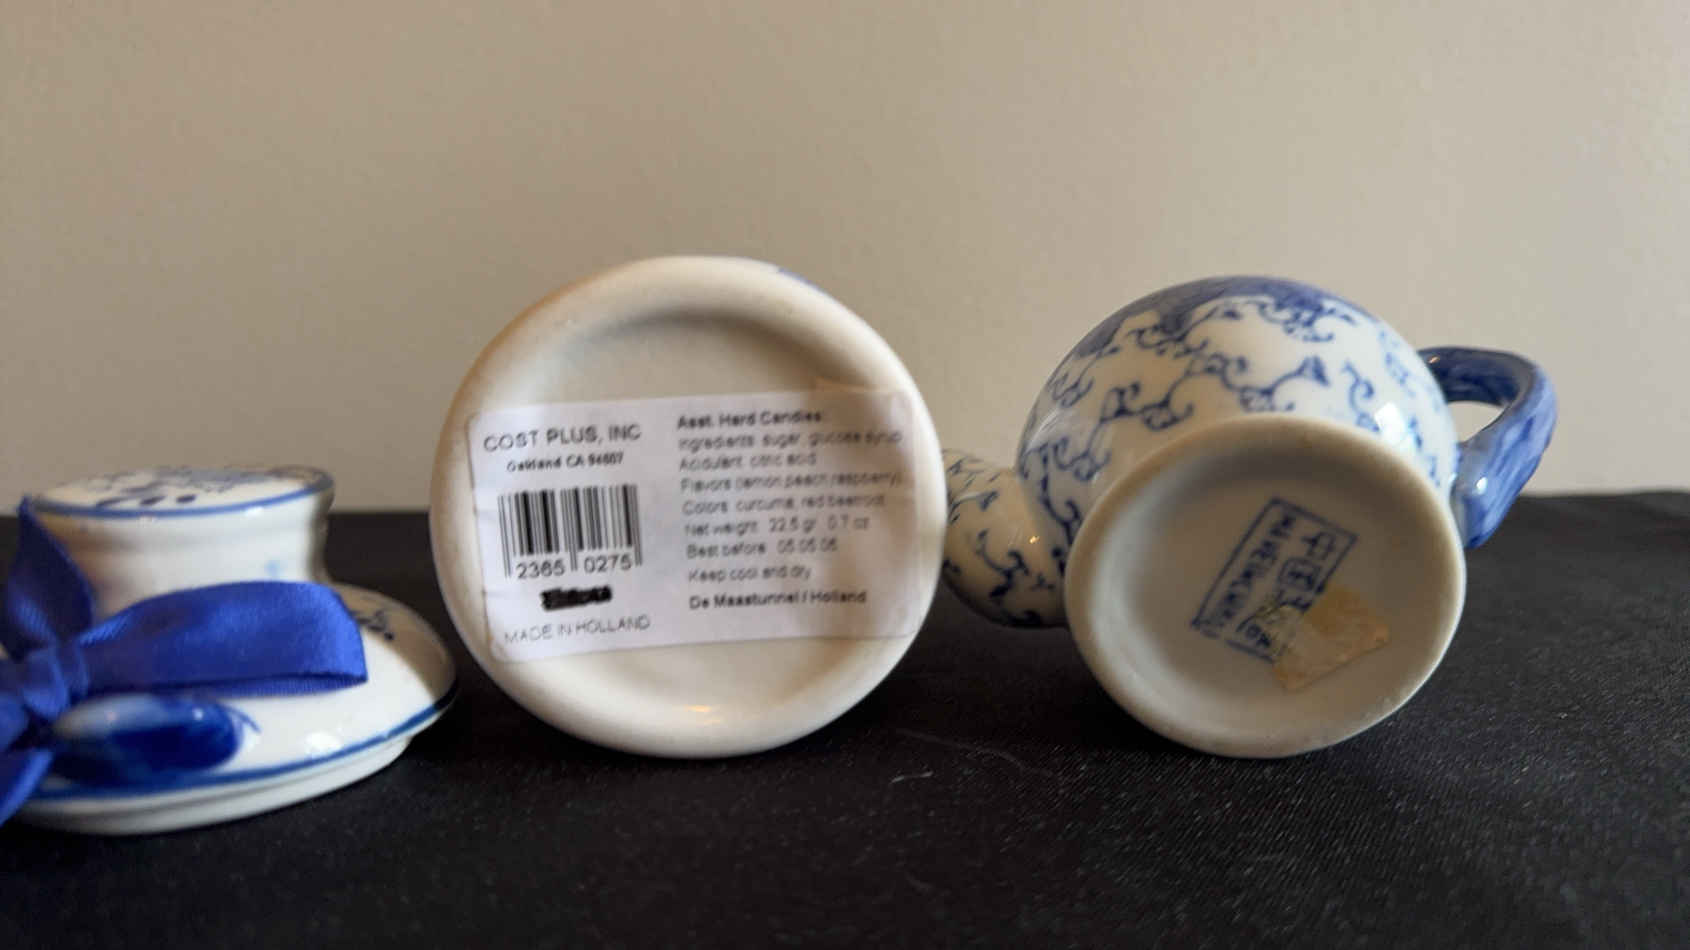 COST PLUS, INC
Oakland CA 94607
2365 0275
MADE IN HOLLAND
Asst. Hard Candies:
Ingredients: sugar, glucose syrup
Acidulant: citric acid
Flavors (lemon,peach,raspberry)
Colors: curcuma, red beetroot
Net weight: 22.5 gr 0.7 oz
Best before 05 05 06
Keep cool and dry
De Maastunnel / Holland